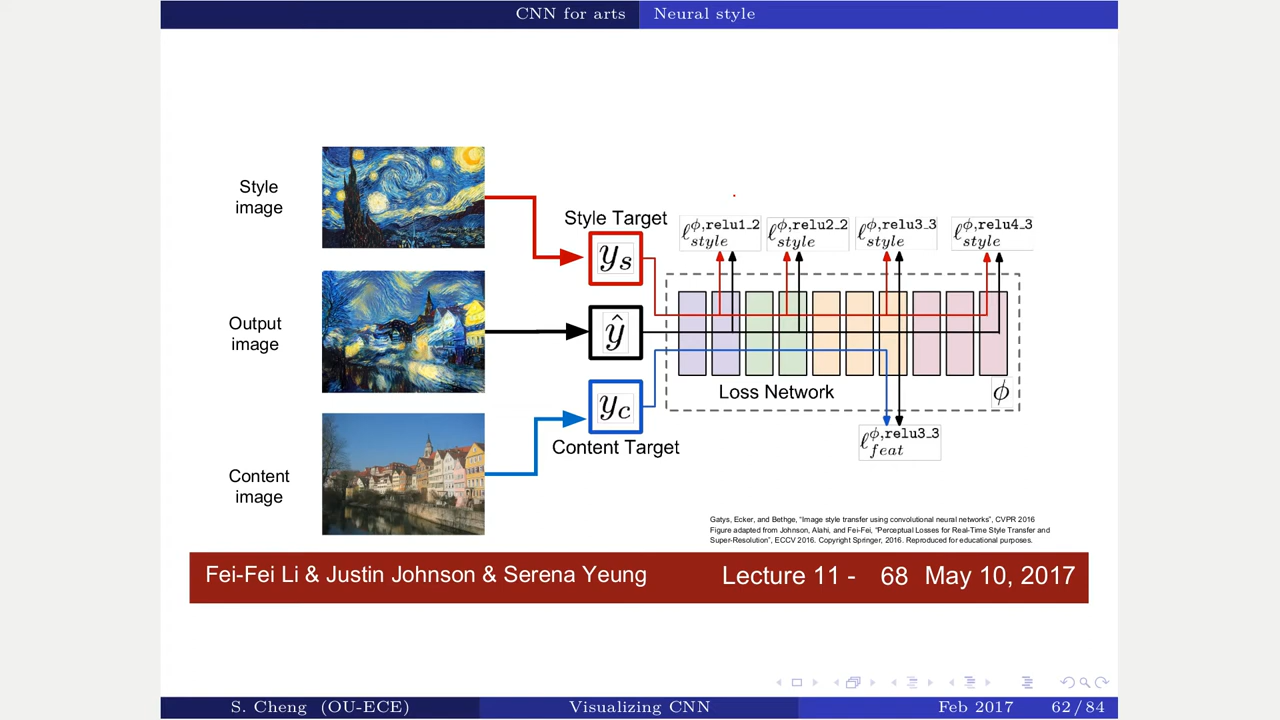 CNN for arts Neural style
Style
image
Style Target
y_s
ℓ^{ϕ,relu1_2}_{style} ℓ^{ϕ,relu2_2}_{style} ℓ^{ϕ,relu3_3}_{style} ℓ^{ϕ,relu4_3}_{style}
Output
image
ŷ
Loss Network
ϕ
y_c
Content Target
ℓ^{ϕ,relu3_3}_{feat}
Content
image
Gatys, Ecker, and Bethge, "Image style transfer using convolutional neural networks", CVPR 2016
Figure adapted from Johnson, Alahi, and Fei-Fei, "Perceptual Losses for Real-Time Style Transfer and
Super-Resolution", ECCV 2016. Copyright Springer, 2016. Reproduced for educational purposes.
Fei-Fei Li & Justin Johnson & Serena Yeung Lecture 11 - 68 May 10, 2017
S. Cheng (OU-ECE) Visualizing CNN Feb 2017 62 / 84